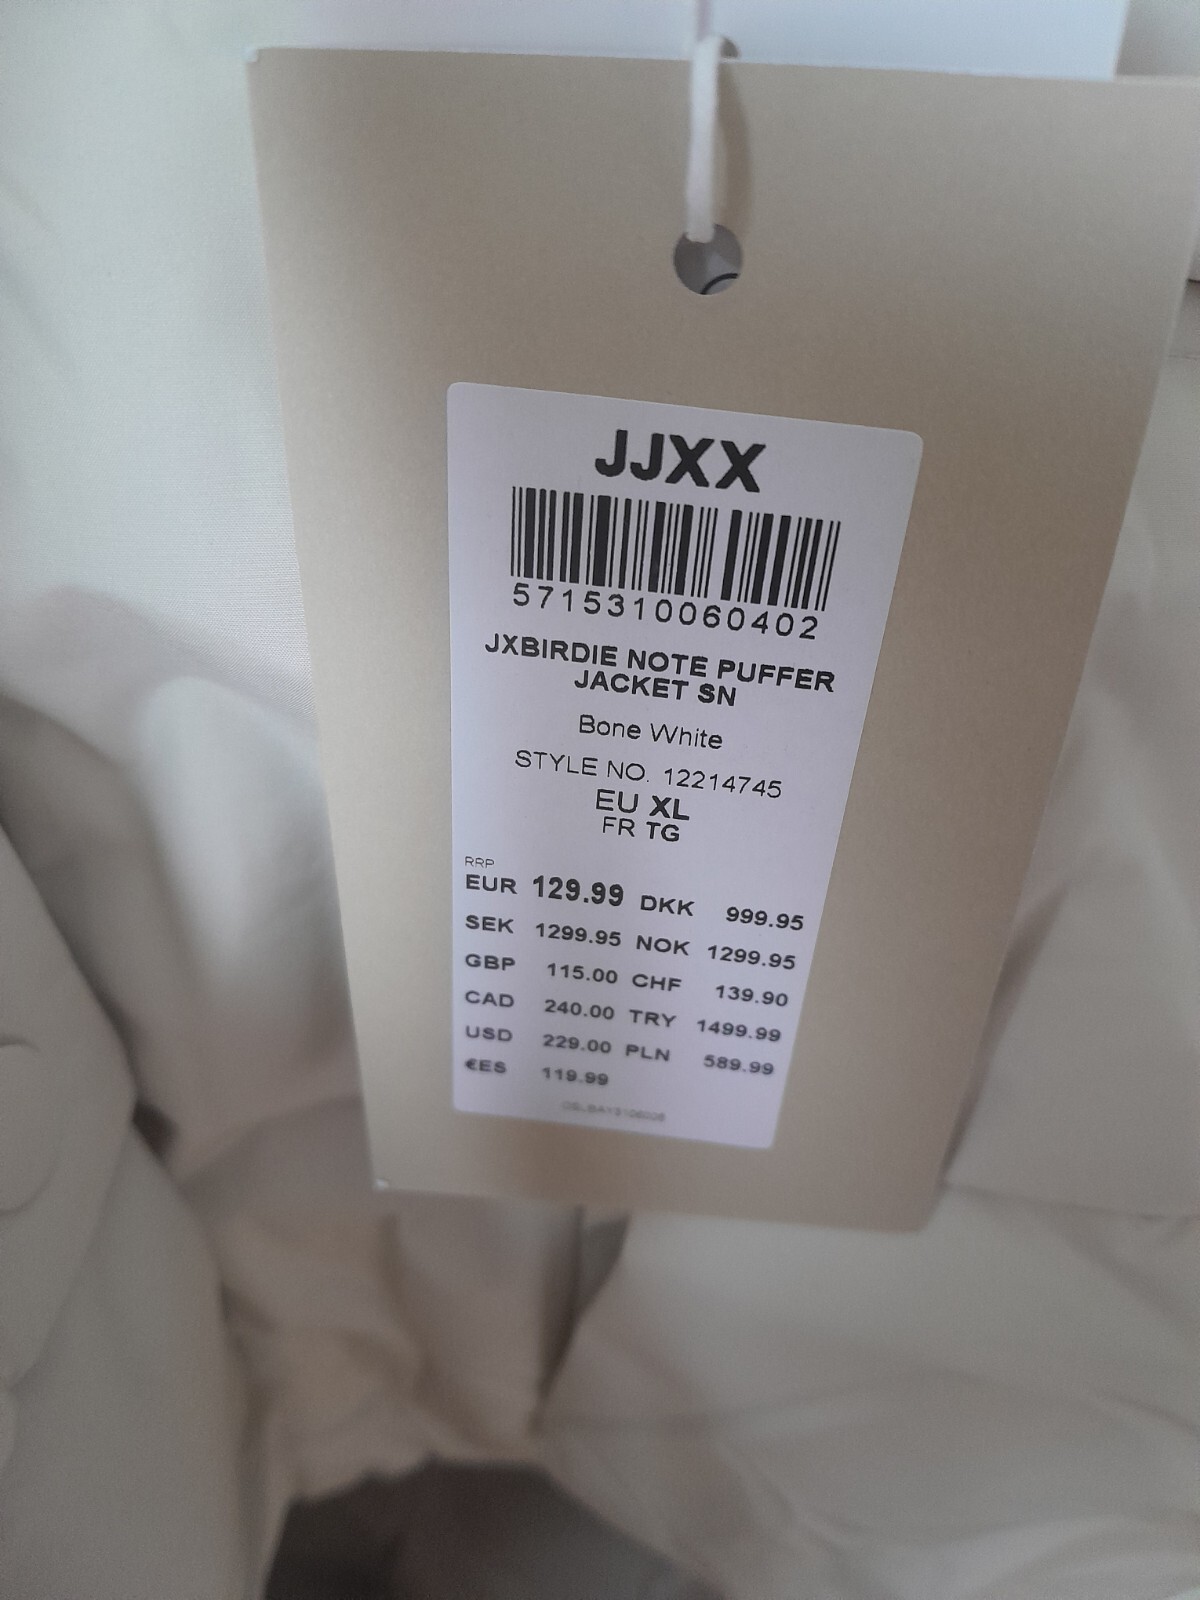 JJXX
5715310060402
JXBIRDIE NOTE PUFFER
JACKET SN
Bone White
STYLE NO. 12214745
EU XL
FR TG
RRP
EUR 129.99 DKK 999.95
SEK 1299.95 NOK 1299.95
GBP 115.00 CHF 139.90
CAD 240.00 TRY 1499.99
USD 229.00 PLN 589.99
€ES 119.99